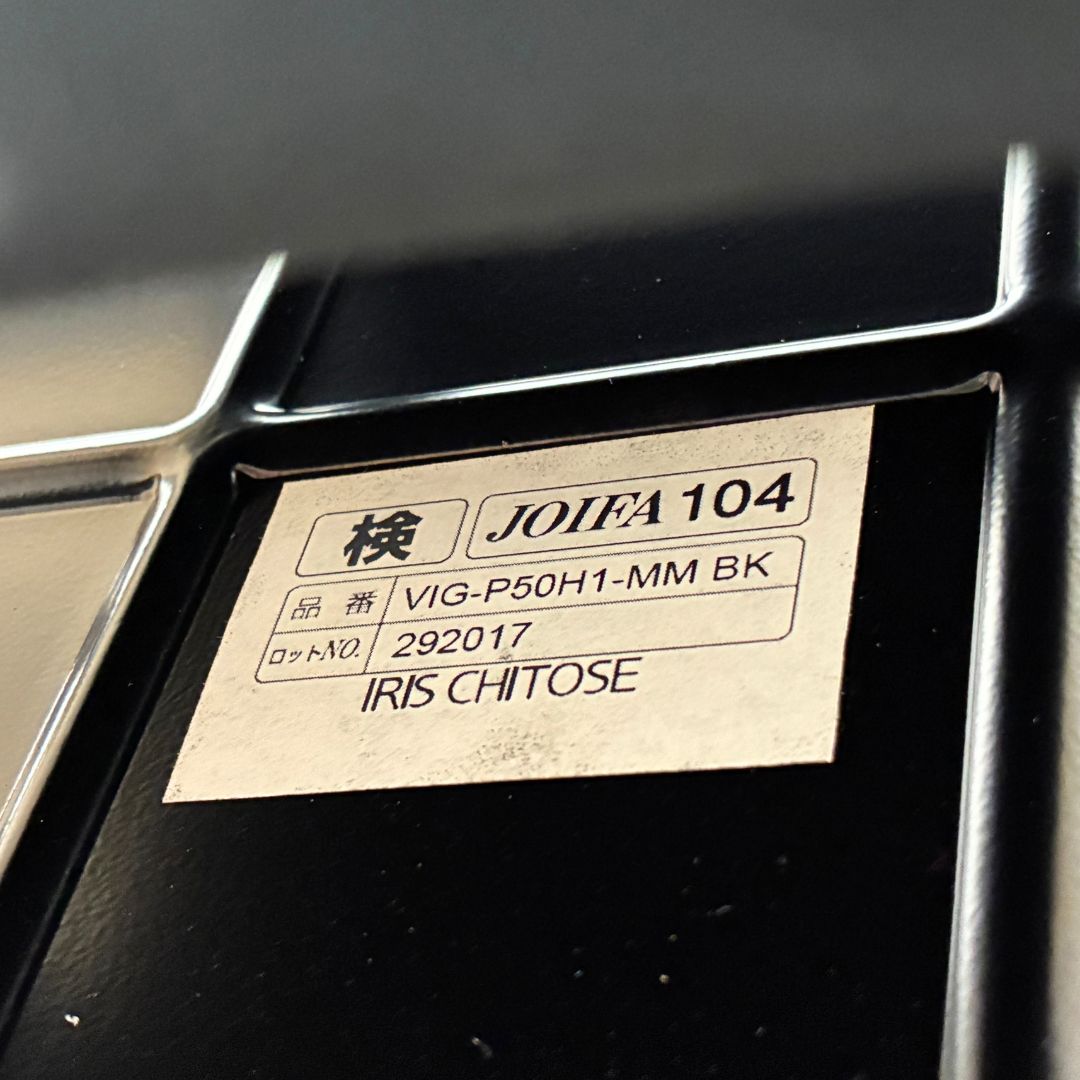 検 JOIFA 104
品番 VIG-P50H1-MM BK
ロットNO. 292017
IRIS CHITOSE